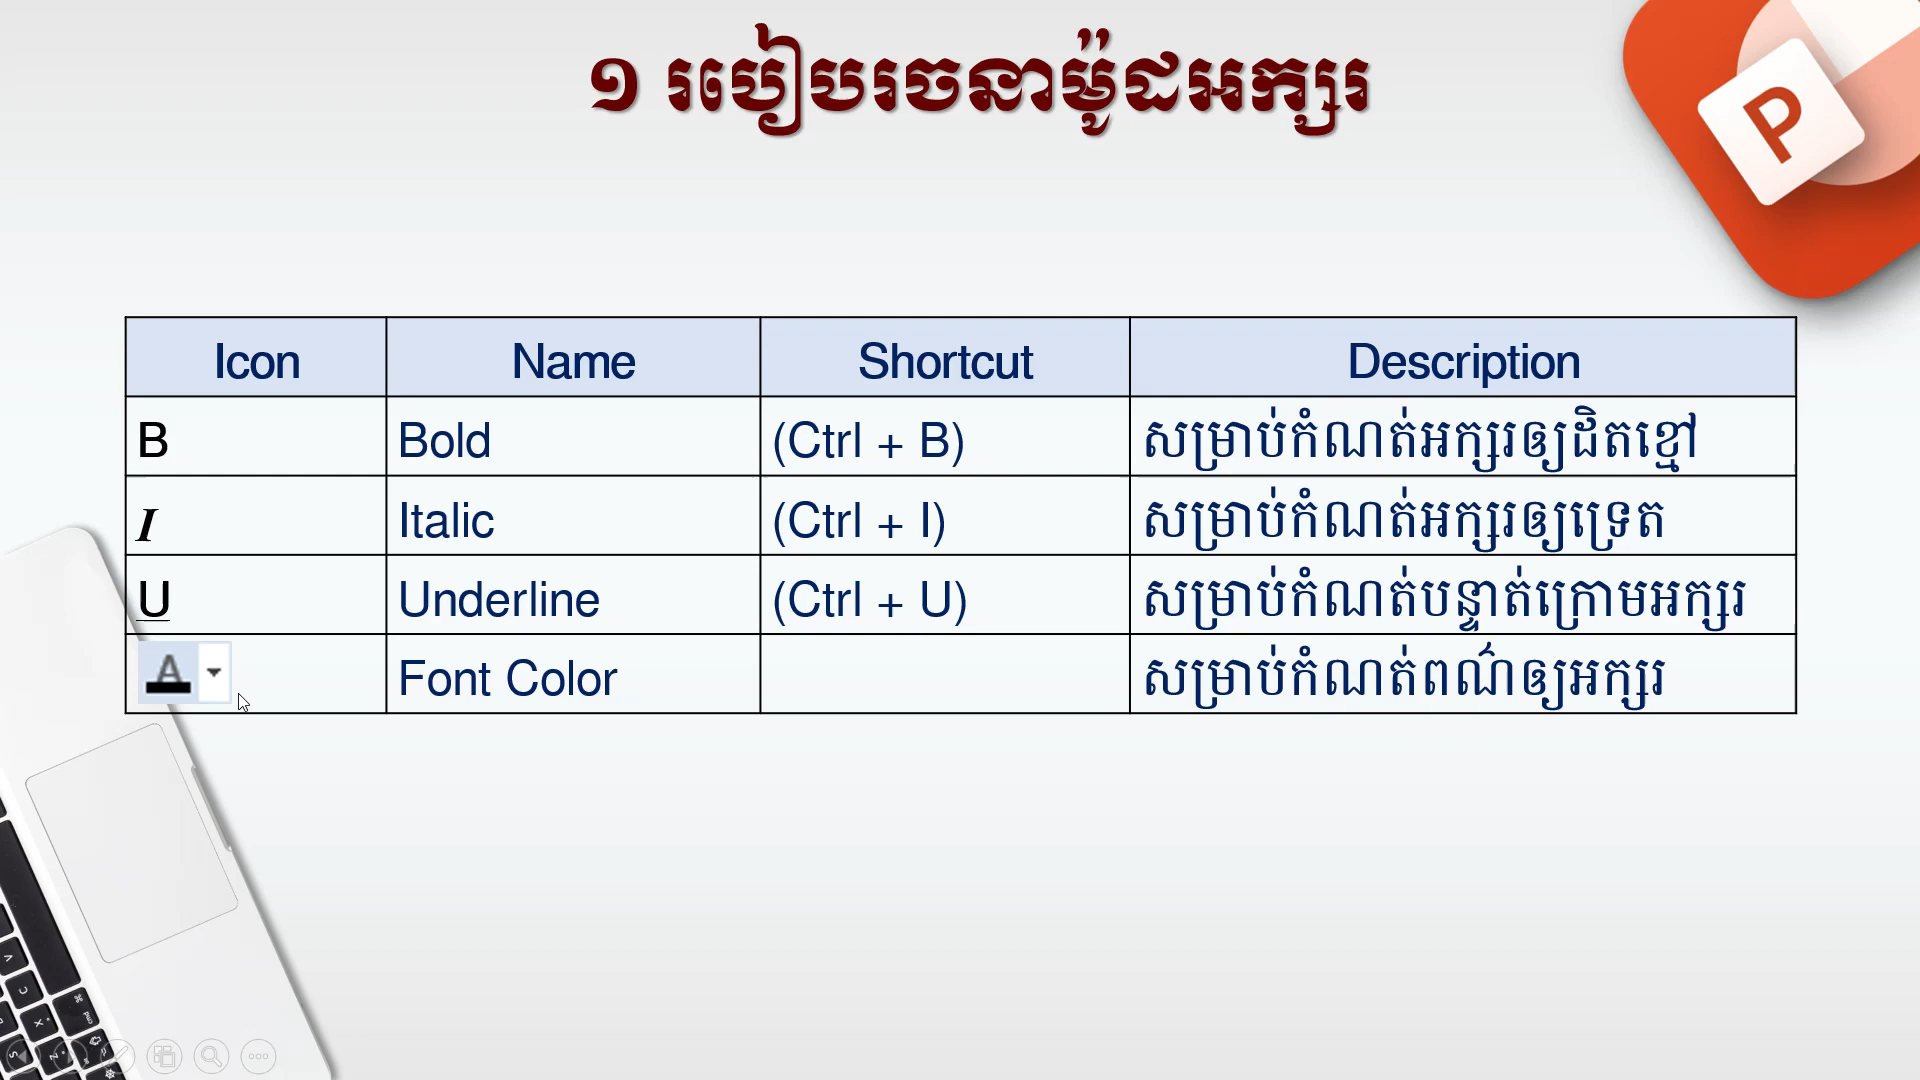 ១ របៀបរចនាម៉ូដអក្សរ
P
Icon Name Shortcut Description
B Bold (Ctrl + B) សម្រាប់កំណត់អក្សរឲ្យដិតខ្មៅ
I Italic (Ctrl + I) សម្រាប់កំណត់អក្សរឲ្យទ្រេត
U Underline (Ctrl + U) សម្រាប់កំណត់បន្ទាត់ក្រោមអក្សរ
A Font Color សម្រាប់កំណត់ពណ៌ឲ្យអក្សរ